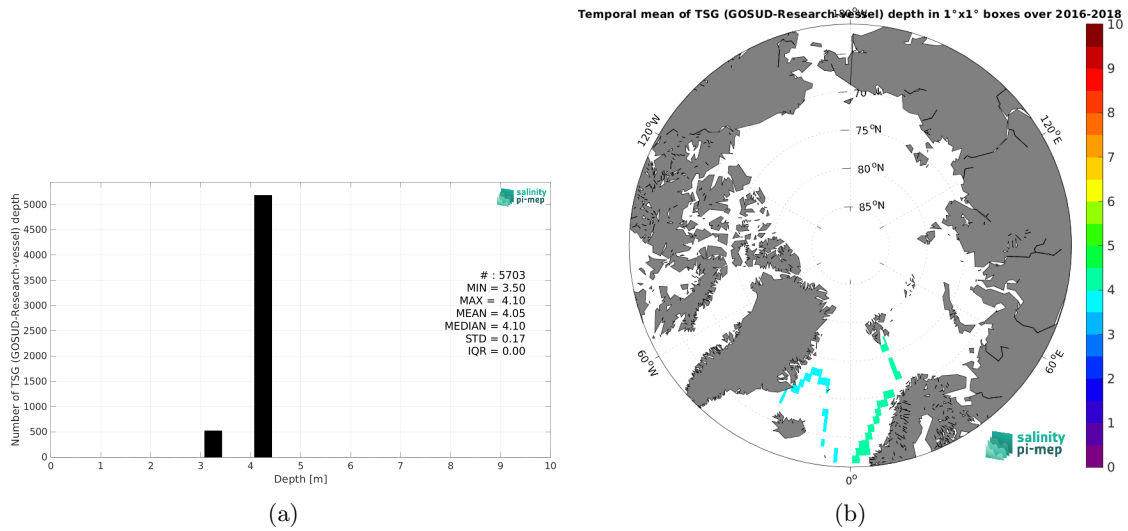 Temporal mean of TSG (GOSUD-Research-vessel) depth in 1°x1° boxes over 2016-2018
Number of TSG (GOSUD-Research-vessel) depth
5000
4500
4000
3500
3000
2500
2000
1500
1000
500
0
0 1 2 3 4 5 6 7 8 9 10
Depth [m]
salinity
pi-mep
# : 5703
MIN = 3.50
MAX = 4.10
MEAN = 4.05
MEDIAN = 4.10
STD = 0.17
IQR = 0.00
(a)
180°W
120°W
120°E
60°W
60°E
0°
70
75°N
80°N
85°N
salinity
pi-mep
10
9
8
7
6
5
4
3
2
1
0
(b)